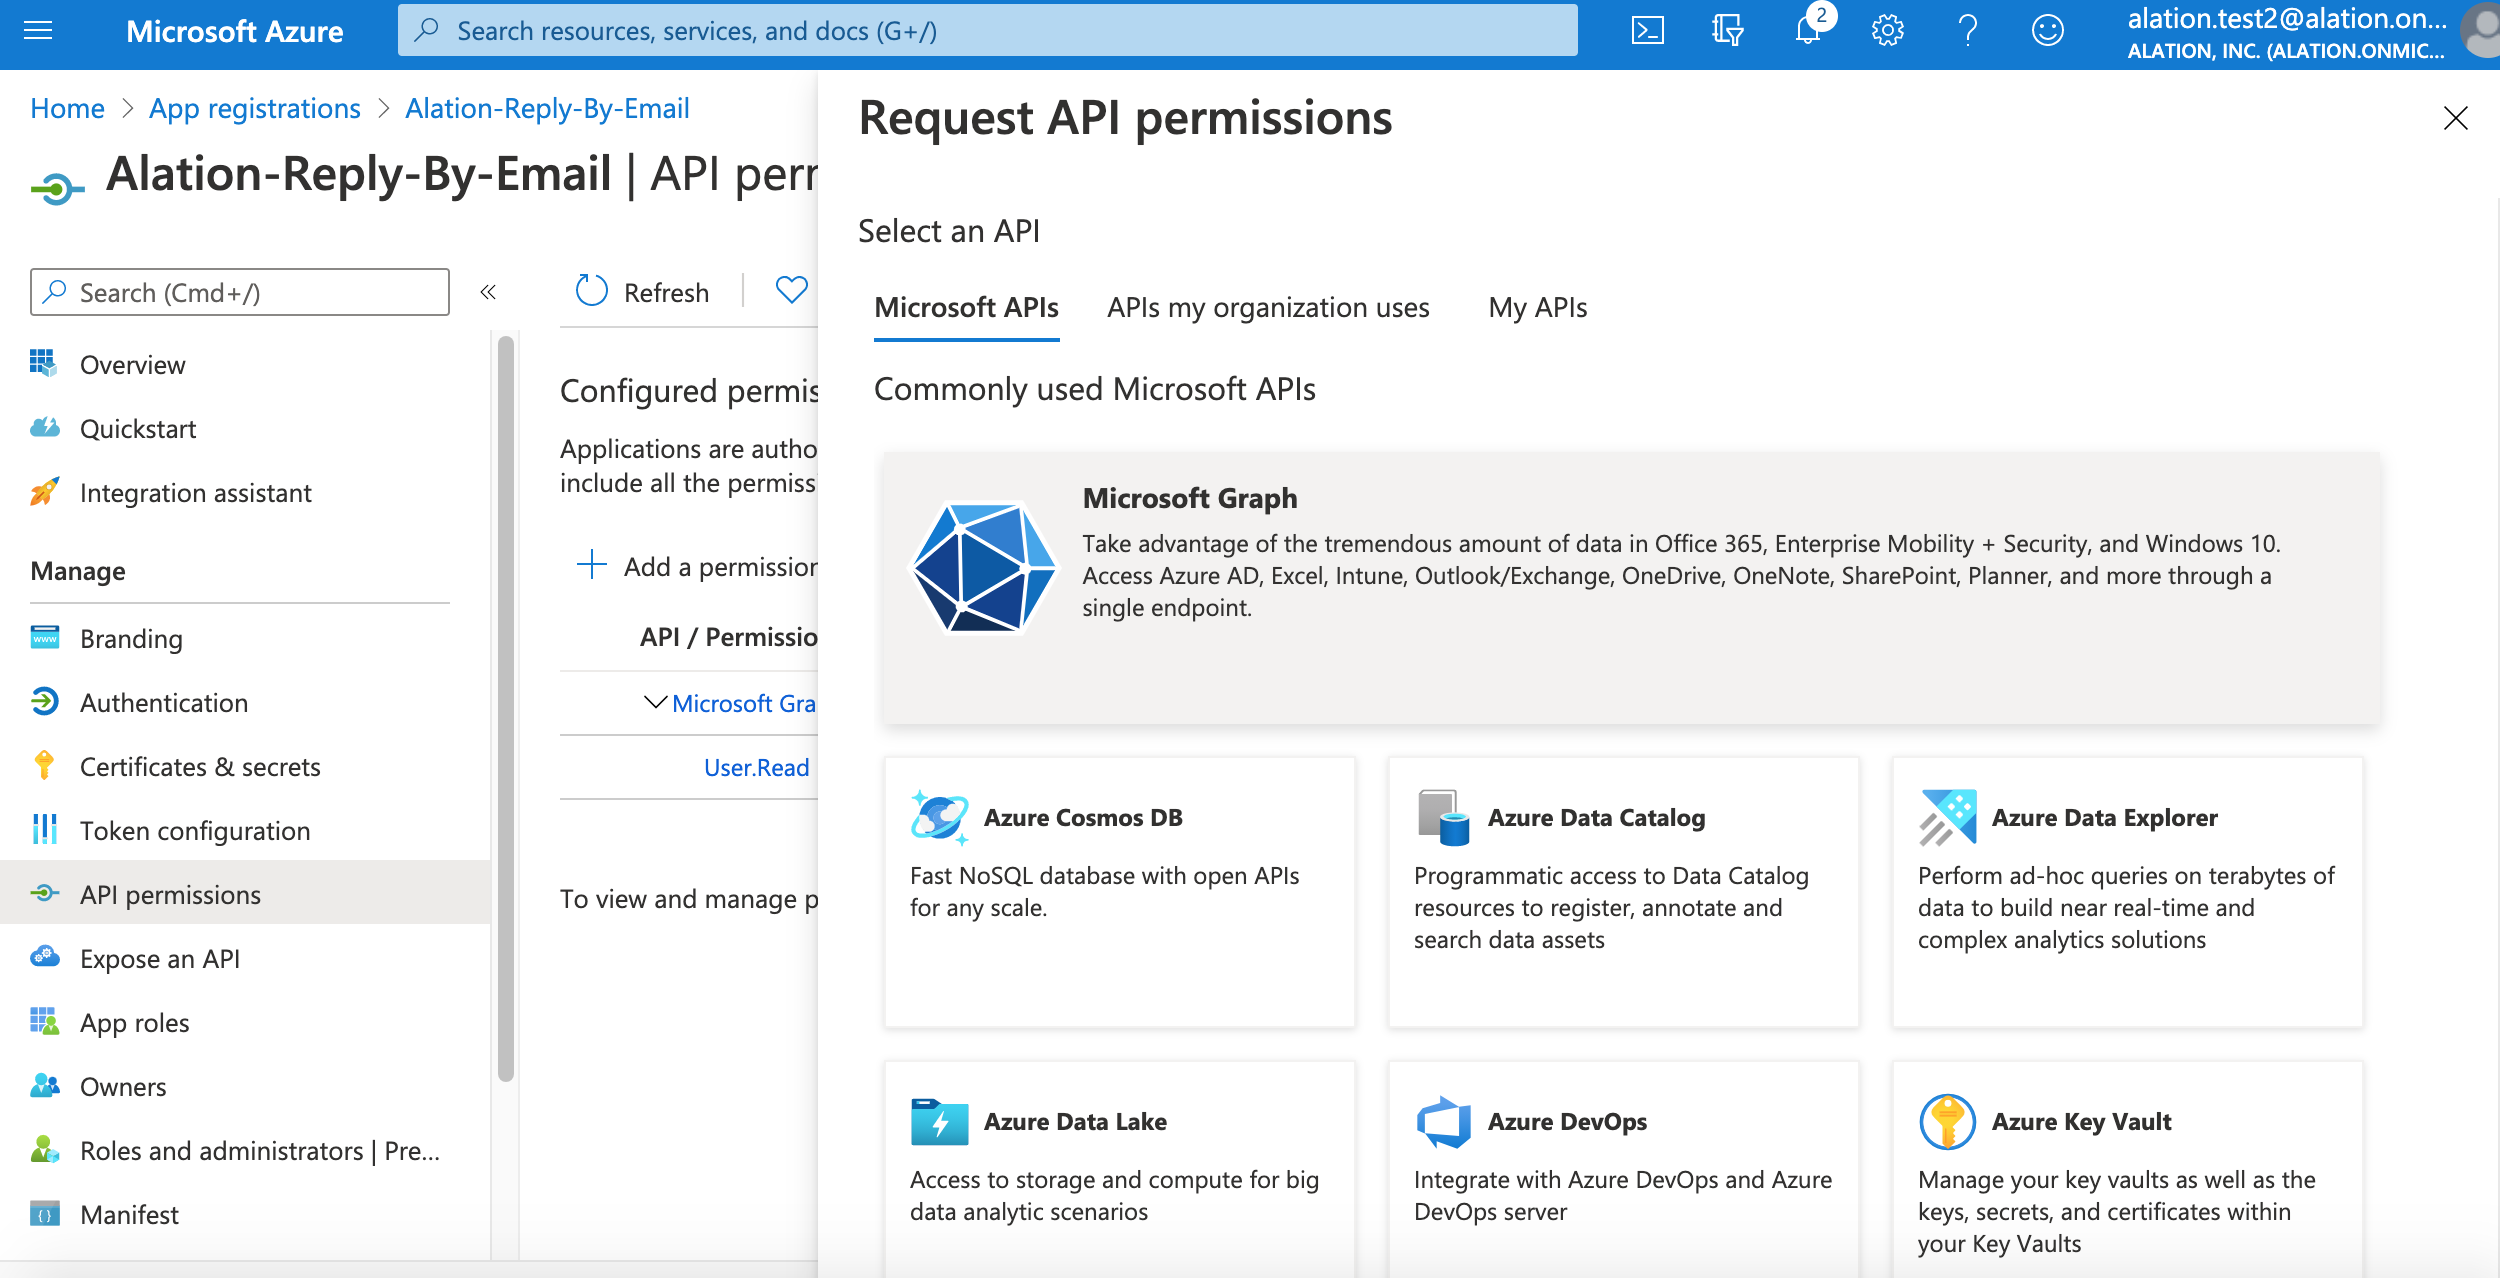 Microsoft Azure
Search resources, services, and docs (G+/)
2
alation.test2@alation.on...
ALATION, INC. (ALATION.ONMIC...
Home > App registrations > Alation-Reply-By-Email
Alation-Reply-By-Email | API perr
Search (Cmd+/)
«
Overview
Quickstart
Integration assistant
Manage
Branding
Authentication
Certificates & secrets
Token configuration
API permissions
Expose an API
App roles
Owners
Roles and administrators | Pre...
Manifest
Refresh
Configured permis
Applications are autho
include all the permiss
Add a permission
API / Permissio
Microsoft Gra
User.Read
To view and manage p
Request API permissions
Select an API
Microsoft APIs
APIs my organization uses
My APIs
Commonly used Microsoft APIs
Microsoft Graph
Take advantage of the tremendous amount of data in Office 365, Enterprise Mobility + Security, and Windows 10.
Access Azure AD, Excel, Intune, Outlook/Exchange, OneDrive, OneNote, SharePoint, Planner, and more through a
single endpoint.
Azure Cosmos DB
Fast NoSQL database with open APIs
for any scale.
Azure Data Catalog
Programmatic access to Data Catalog
resources to register, annotate and
search data assets
Azure Data Explorer
Perform ad-hoc queries on terabytes of
data to build near real-time and
complex analytics solutions
Azure Data Lake
Access to storage and compute for big
data analytic scenarios
Azure DevOps
Integrate with Azure DevOps and Azure
DevOps server
Azure Key Vault
Manage your key vaults as well as the
keys, secrets, and certificates within
your Key Vaults